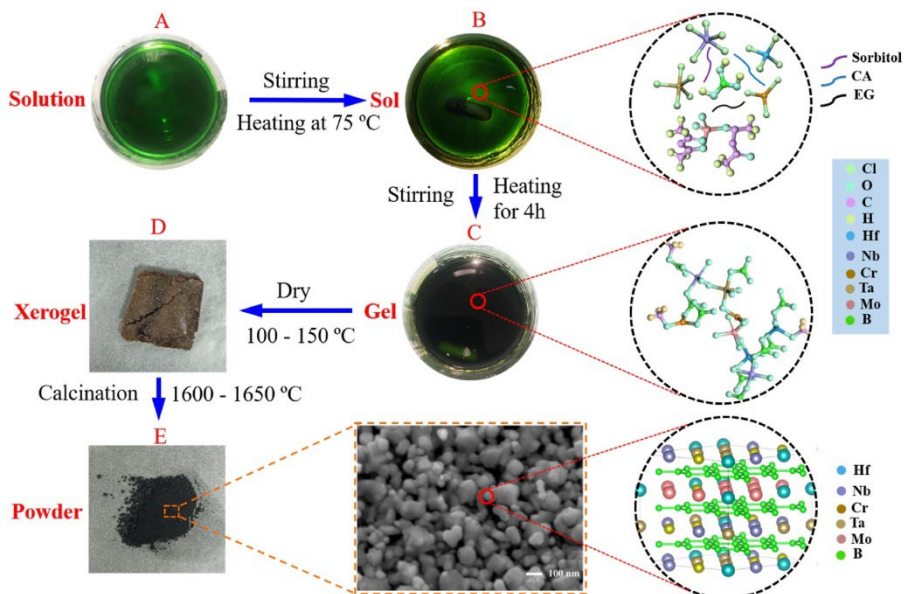 A
Solution
Stirring
Heating at 75 ºC
B
Sol
Sorbitol
CA
EG
Stirring
Heating
for 4h
Cl
O
C
H
Hf
Nb
Cr
Ta
Mo
B
C
Gel
Dry
100 - 150 ºC
D
Xerogel
Calcination
1600 - 1650 ºC
E
Powder
100 nm
Hf
Nb
Cr
Ta
Mo
B